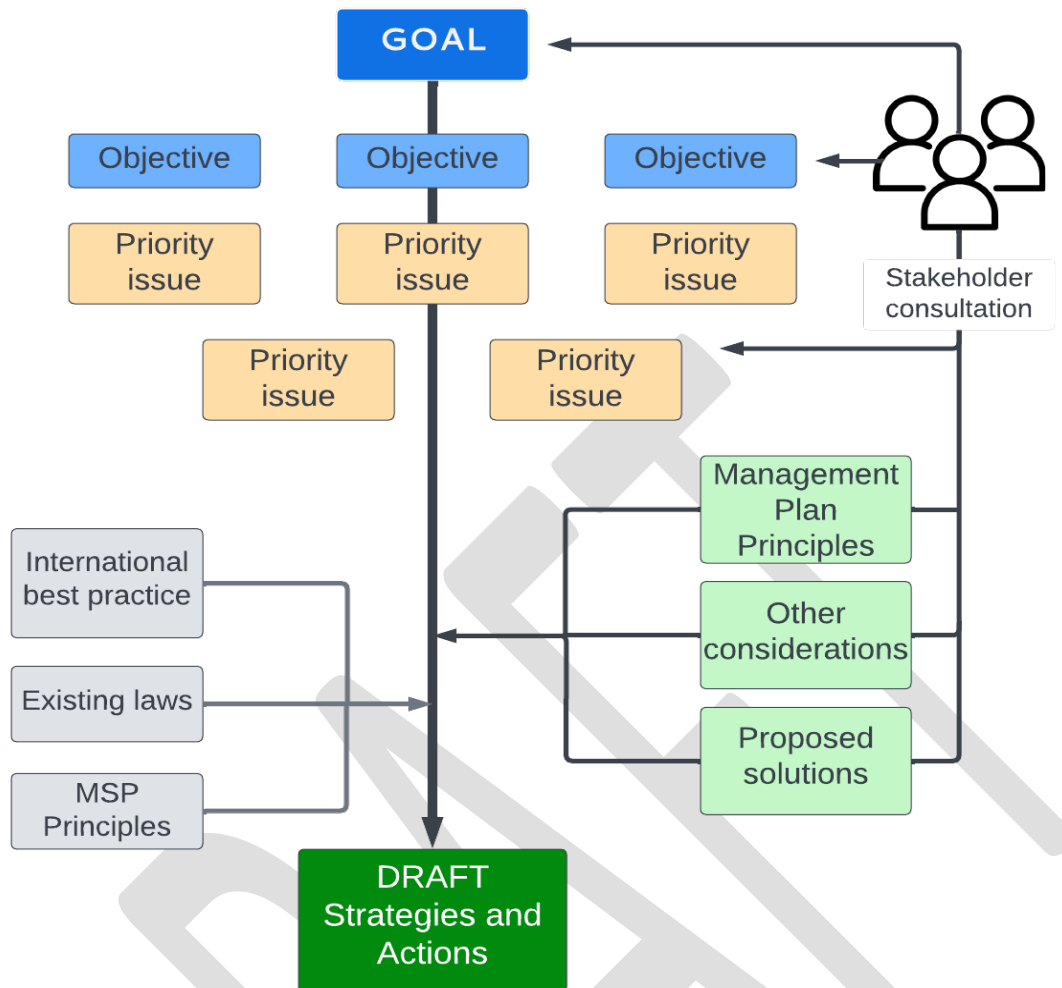 GOAL
Objective
Objective
Objective
Priority
issue
Priority
issue
Priority
issue
Stakeholder
consultation
Priority
issue
Priority
issue
Management
Plan
Principles
International
best practice
Other
considerations
Existing laws
Proposed
solutions
MSP
Principles
DRAFT
Strategies and
Actions
DRAFT